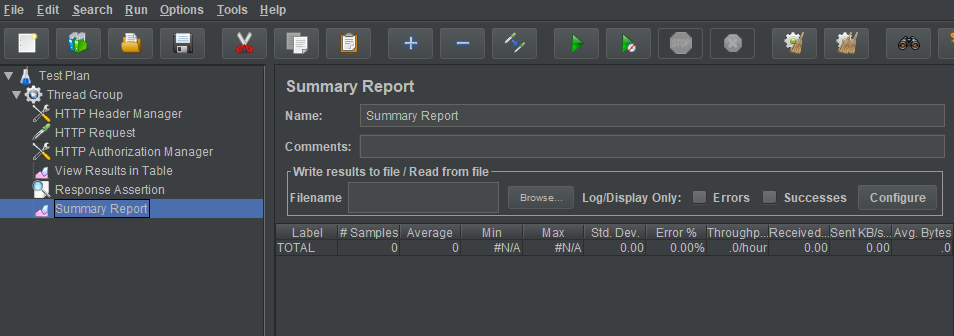 File Edit Search Run Options Tools Help
STOP
Test Plan
Thread Group
HTTP Header Manager
HTTP Request
HTTP Authorization Manager
View Results in Table
Response Assertion
Summary Report
Summary Report
Name: Summary Report
Comments:
Write results to file / Read from file
Filename Browse... Log/Display Only: Errors Successes Configure
Label # Samples Average Min Max Std. Dev. Error % Throughp... Received... Sent KB/s... Avg. Bytes
TOTAL 0 0 #N/A #N/A 0.00 0.00% .0/hour 0.00 0.00 .0